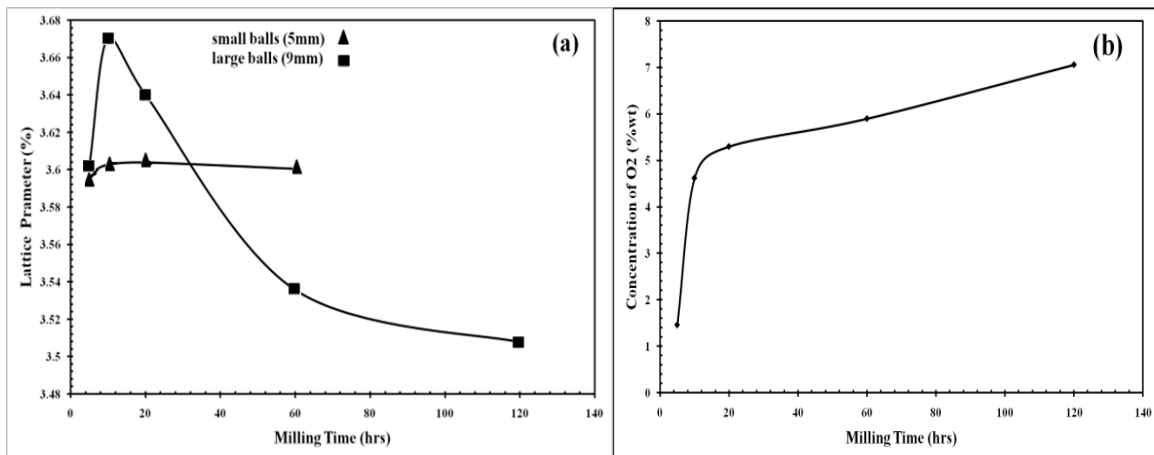 (a)
small balls (5mm)
large balls (9mm)
Lattice Prameter (%)
3.68
3.66
3.64
3.62
3.6
3.58
3.56
3.54
3.52
3.5
3.48
0 20 40 60 80 100 120 140
Milling Time (hrs)
(b)
Concentration of O2 (%wt)
8
7
6
5
4
3
2
1
0
0 20 40 60 80 100 120 140
Milling Time (hrs)